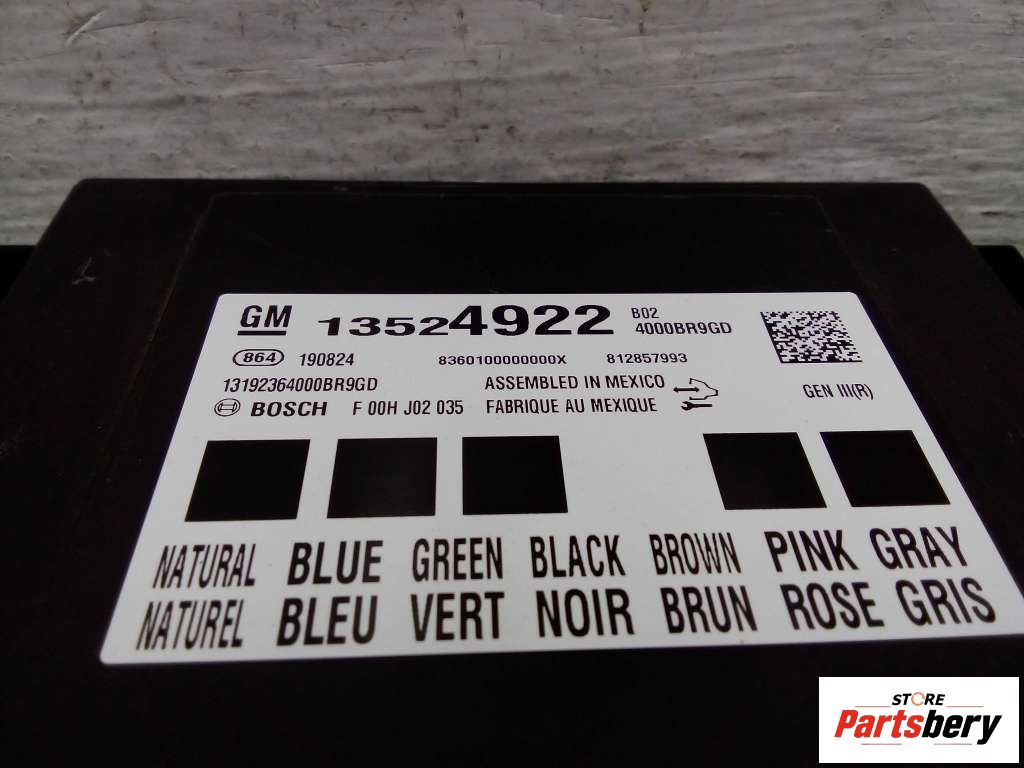 GM 13524922 B02
4000BR9GD
864 190824 8360100000000X 812857993
13192364000BR9GD ASSEMBLED IN MEXICO GEN III(R)
BOSCH F 00H J02 035 FABRIQUE AU MEXIQUE
NATURAL BLUE GREEN BLACK BROWN PINK GRAY
NATUREL BLEU VERT NOIR BRUN ROSE GRIS
STORE
Partsbery